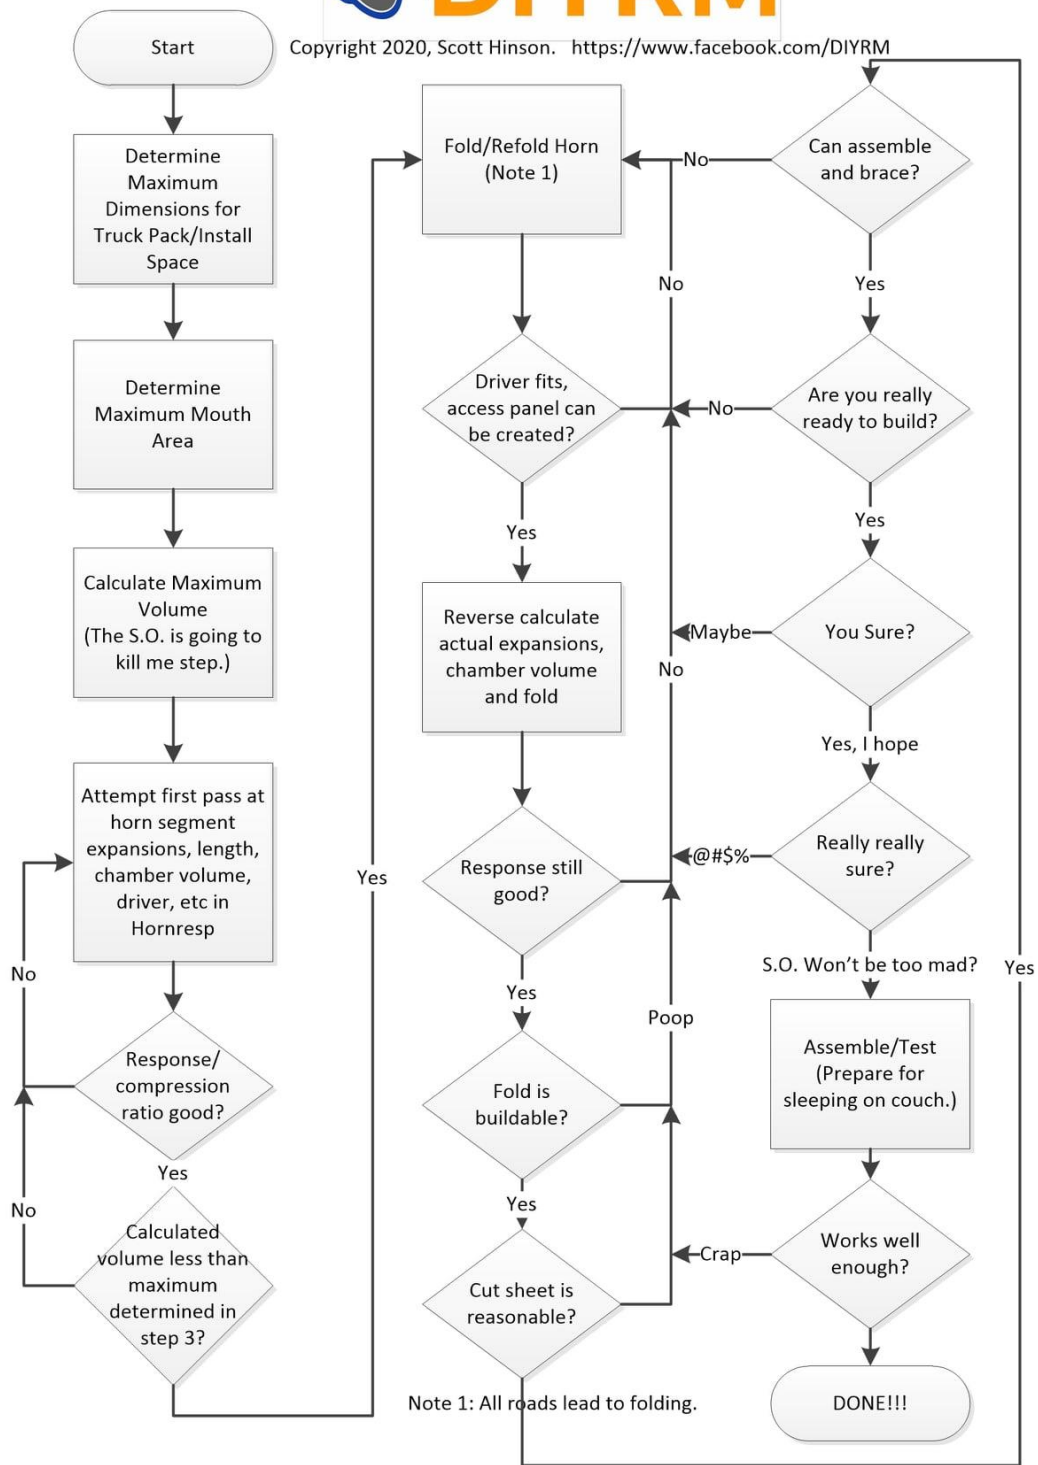 DIYRM
Copyright 2020, Scott Hinson. https://www.facebook.com/DIYRM
Start
Determine
Maximum
Dimensions for
Truck Pack/Install
Space
Determine
Maximum Mouth
Area
Calculate Maximum
Volume
(The S.O. is going to
kill me step.)
Attempt first pass at
horn segment
expansions, length,
chamber volume,
driver, etc in
Hornresp
No
Response/
compression
ratio good?
Yes
No
Calculated
volume less than
maximum
determined in
step 3?
Yes
Fold/Refold Horn
(Note 1)
No
Driver fits,
access panel can
be created?
Yes
Reverse calculate
actual expansions,
chamber volume
and fold
No
Response still
good?
Yes
Poop
Fold is
buildable?
Yes
Cut sheet is
reasonable?
Note 1: All roads lead to folding.
Yes
Can assemble
and brace?
No
Yes
Are you really
ready to build?
No
Yes
You Sure?
Maybe
Yes, I hope
Really really
sure?
@#$%
S.O. Won’t be too mad?
Assemble/Test
(Prepare for
sleeping on couch.)
Works well
enough?
Crap
DONE!!!